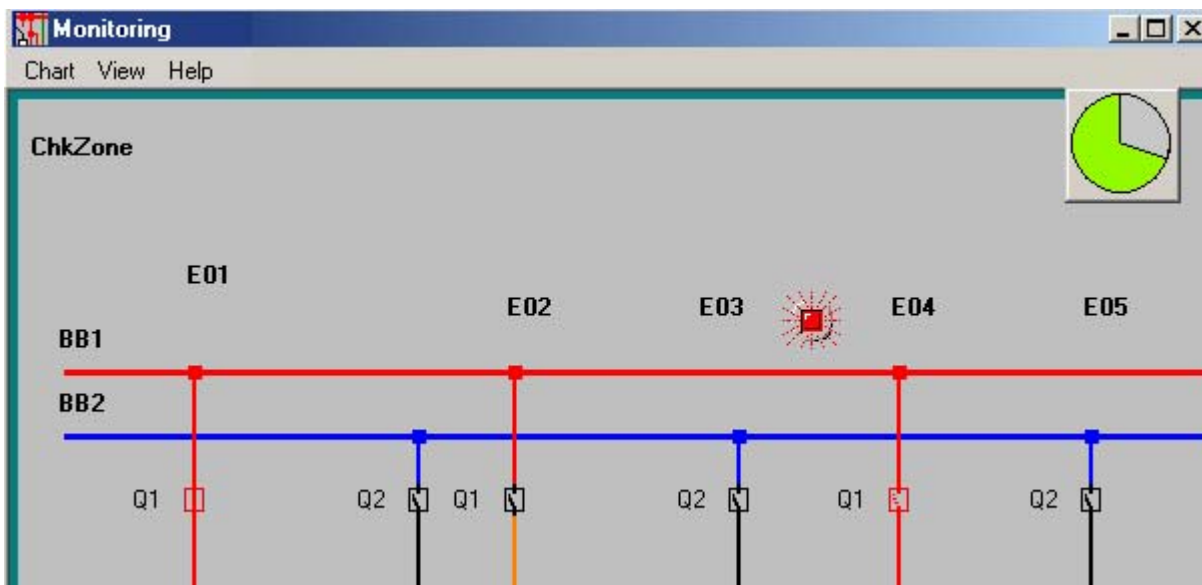 Monitoring
Chart View Help
ChkZone
E01
E02 E03 E04 E05
BB1
BB2
Q1 Q2 Q1 Q2 Q1 Q2